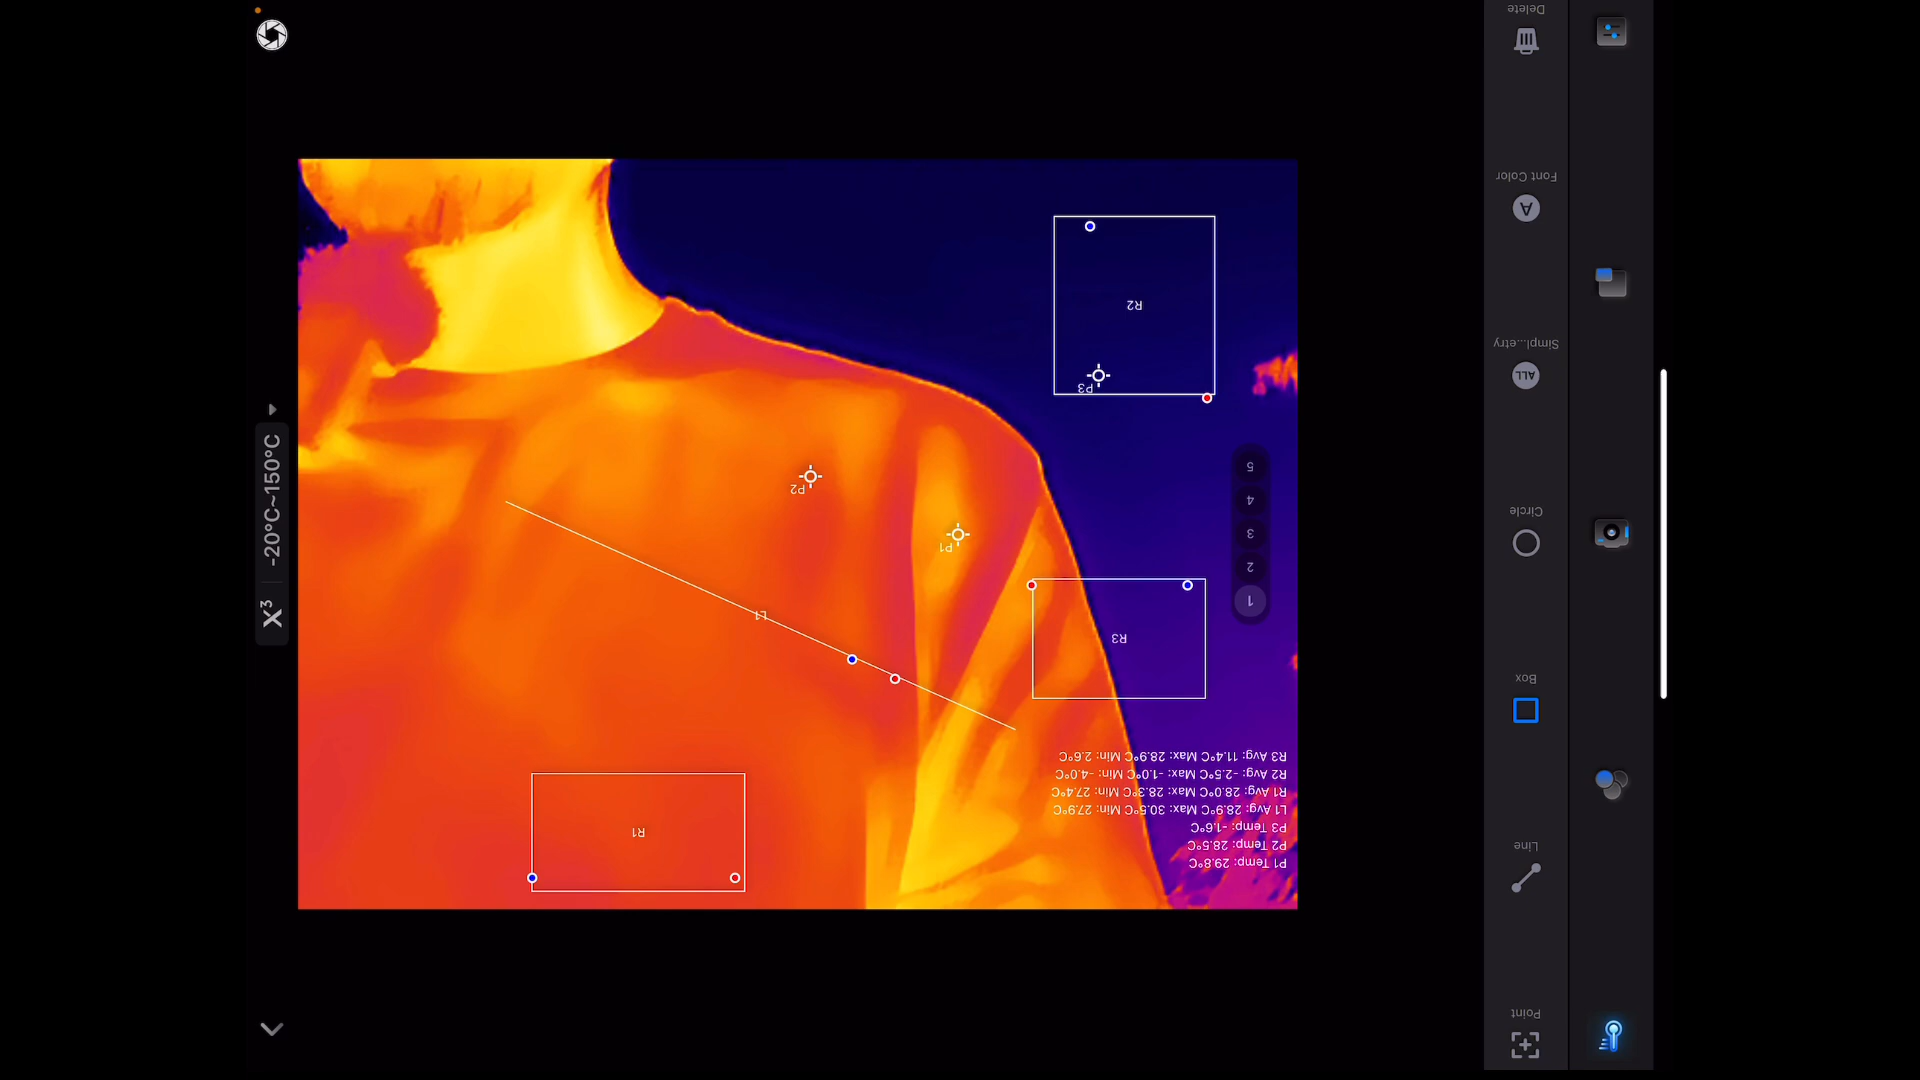 Delete
Font Color
A
Simpl...etry
ALL
Circle
Box
Line
Point
-20°C~150°C
X³
R2
P3
P2
P1
L1
R3
R1
5
4
3
2
1
P1 Temp: 29.8°C
P2 Temp: 28.5°C
P3 Temp: -1.6°C
L1 Avg: 28.9°C Max: 30.5°C Min: 27.9°C
R1 Avg: 28.0°C Max: 28.3°C Min: 27.4°C
R2 Avg: -2.5°C Max: -1.0°C Min: -4.0°C
R3 Avg: 11.4°C Max: 28.9°C Min: 2.6°C